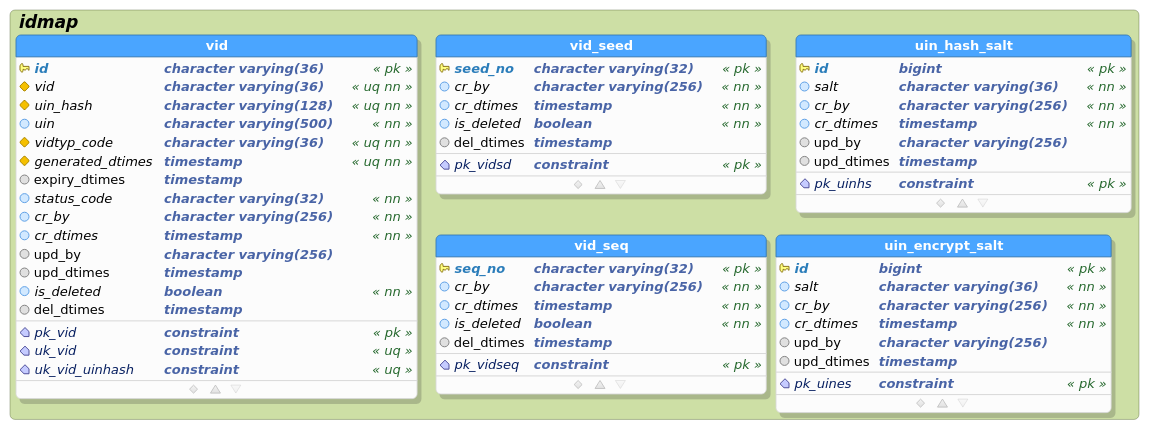 idmap
vid
id character varying(36) « pk »
vid character varying(36) « uq nn »
uin_hash character varying(128) « uq nn »
uin character varying(500) « nn »
vidtyp_code character varying(36) « uq nn »
generated_dtimes timestamp « uq nn »
expiry_dtimes timestamp
status_code character varying(32) « nn »
cr_by character varying(256) « nn »
cr_dtimes timestamp « nn »
upd_by character varying(256)
upd_dtimes timestamp
is_deleted boolean « nn »
del_dtimes timestamp
pk_vid constraint « pk »
uk_vid constraint « uq »
uk_vid_uinhash constraint « uq »
vid_seed
seed_no character varying(32) « pk »
cr_by character varying(256) « nn »
cr_dtimes timestamp « nn »
is_deleted boolean « nn »
del_dtimes timestamp
pk_vidsd constraint « pk »
uin_hash_salt
id bigint « pk »
salt character varying(36) « nn »
cr_by character varying(256) « nn »
cr_dtimes timestamp « nn »
upd_by character varying(256)
upd_dtimes timestamp
pk_uinhs constraint « pk »
vid_seq
seq_no character varying(32) « pk »
cr_by character varying(256) « nn »
cr_dtimes timestamp « nn »
is_deleted boolean « nn »
del_dtimes timestamp
pk_vidseq constraint « pk »
uin_encrypt_salt
id bigint « pk »
salt character varying(36) « nn »
cr_by character varying(256) « nn »
cr_dtimes timestamp « nn »
upd_by character varying(256)
upd_dtimes timestamp
pk_uines constraint « pk »